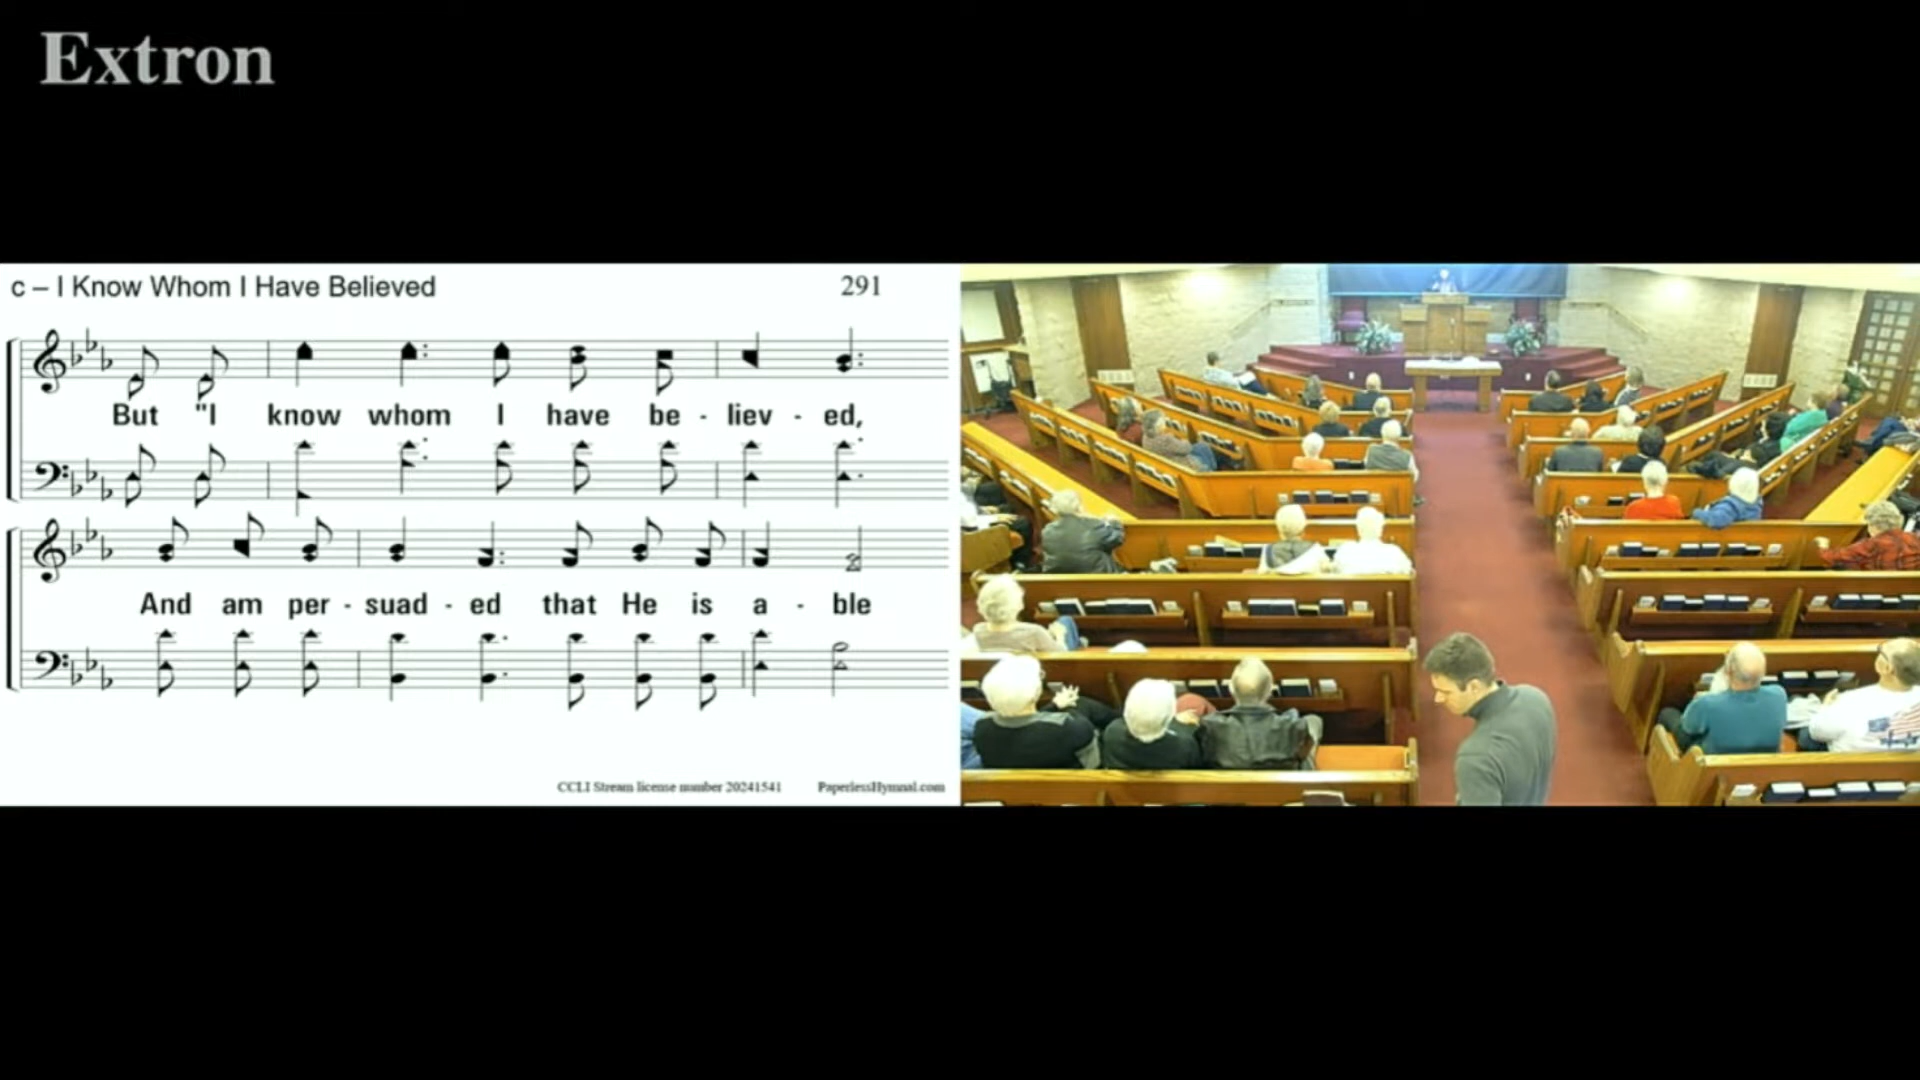 Extron
c – I Know Whom I Have Believed 291
But "I know whom I have be - liev - ed,
And am per - suad - ed that He is a - ble
CCLI Stream license number 20241541 PaperlessHymnal.com